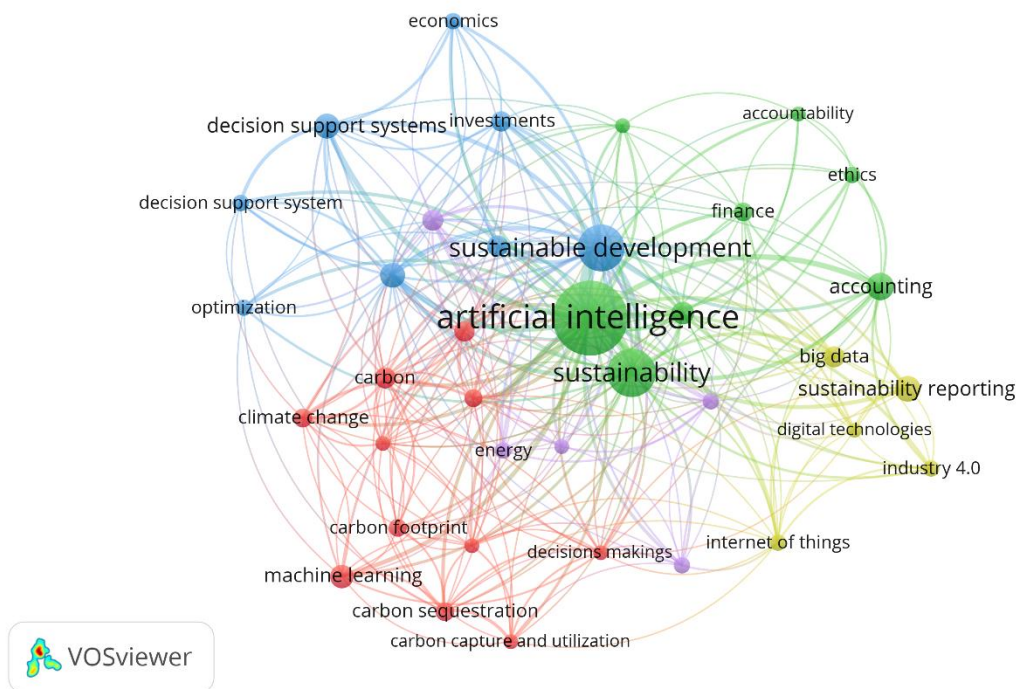 economics
accountability
decision support systems
investments
ethics
decision support system
finance
sustainable development
accounting
optimization
artificial intelligence
big data
sustainability
carbon
sustainability reporting
climate change
digital technologies
energy
industry 4.0
carbon footprint
decisions makings
internet of things
machine learning
carbon sequestration
carbon capture and utilization
VOSviewer